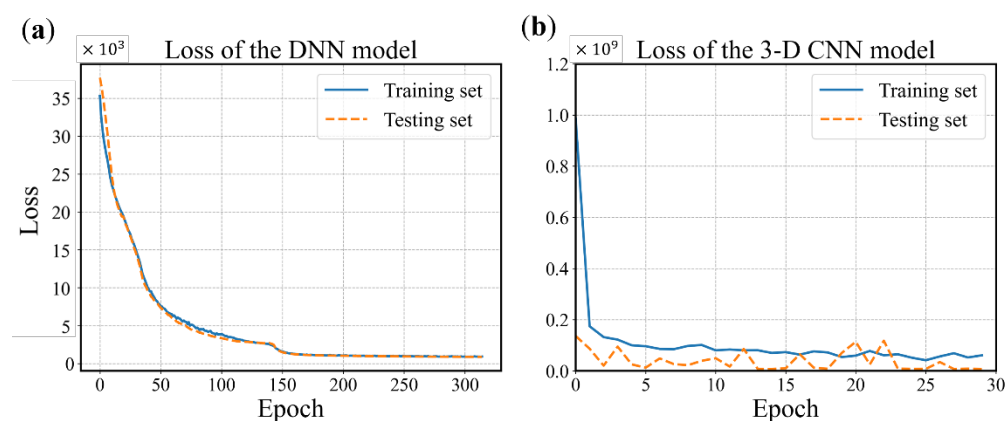 (a)
× 10³
Loss of the DNN model
Training set
Testing set
35
30
25
20
15
10
5
0
Loss
0 50 100 150 200 250 300
Epoch
(b)
× 10⁹
Loss of the 3-D CNN model
Training set
Testing set
1.2
1.0
0.8
0.6
0.4
0.2
0.0
0 5 10 15 20 25 30
Epoch